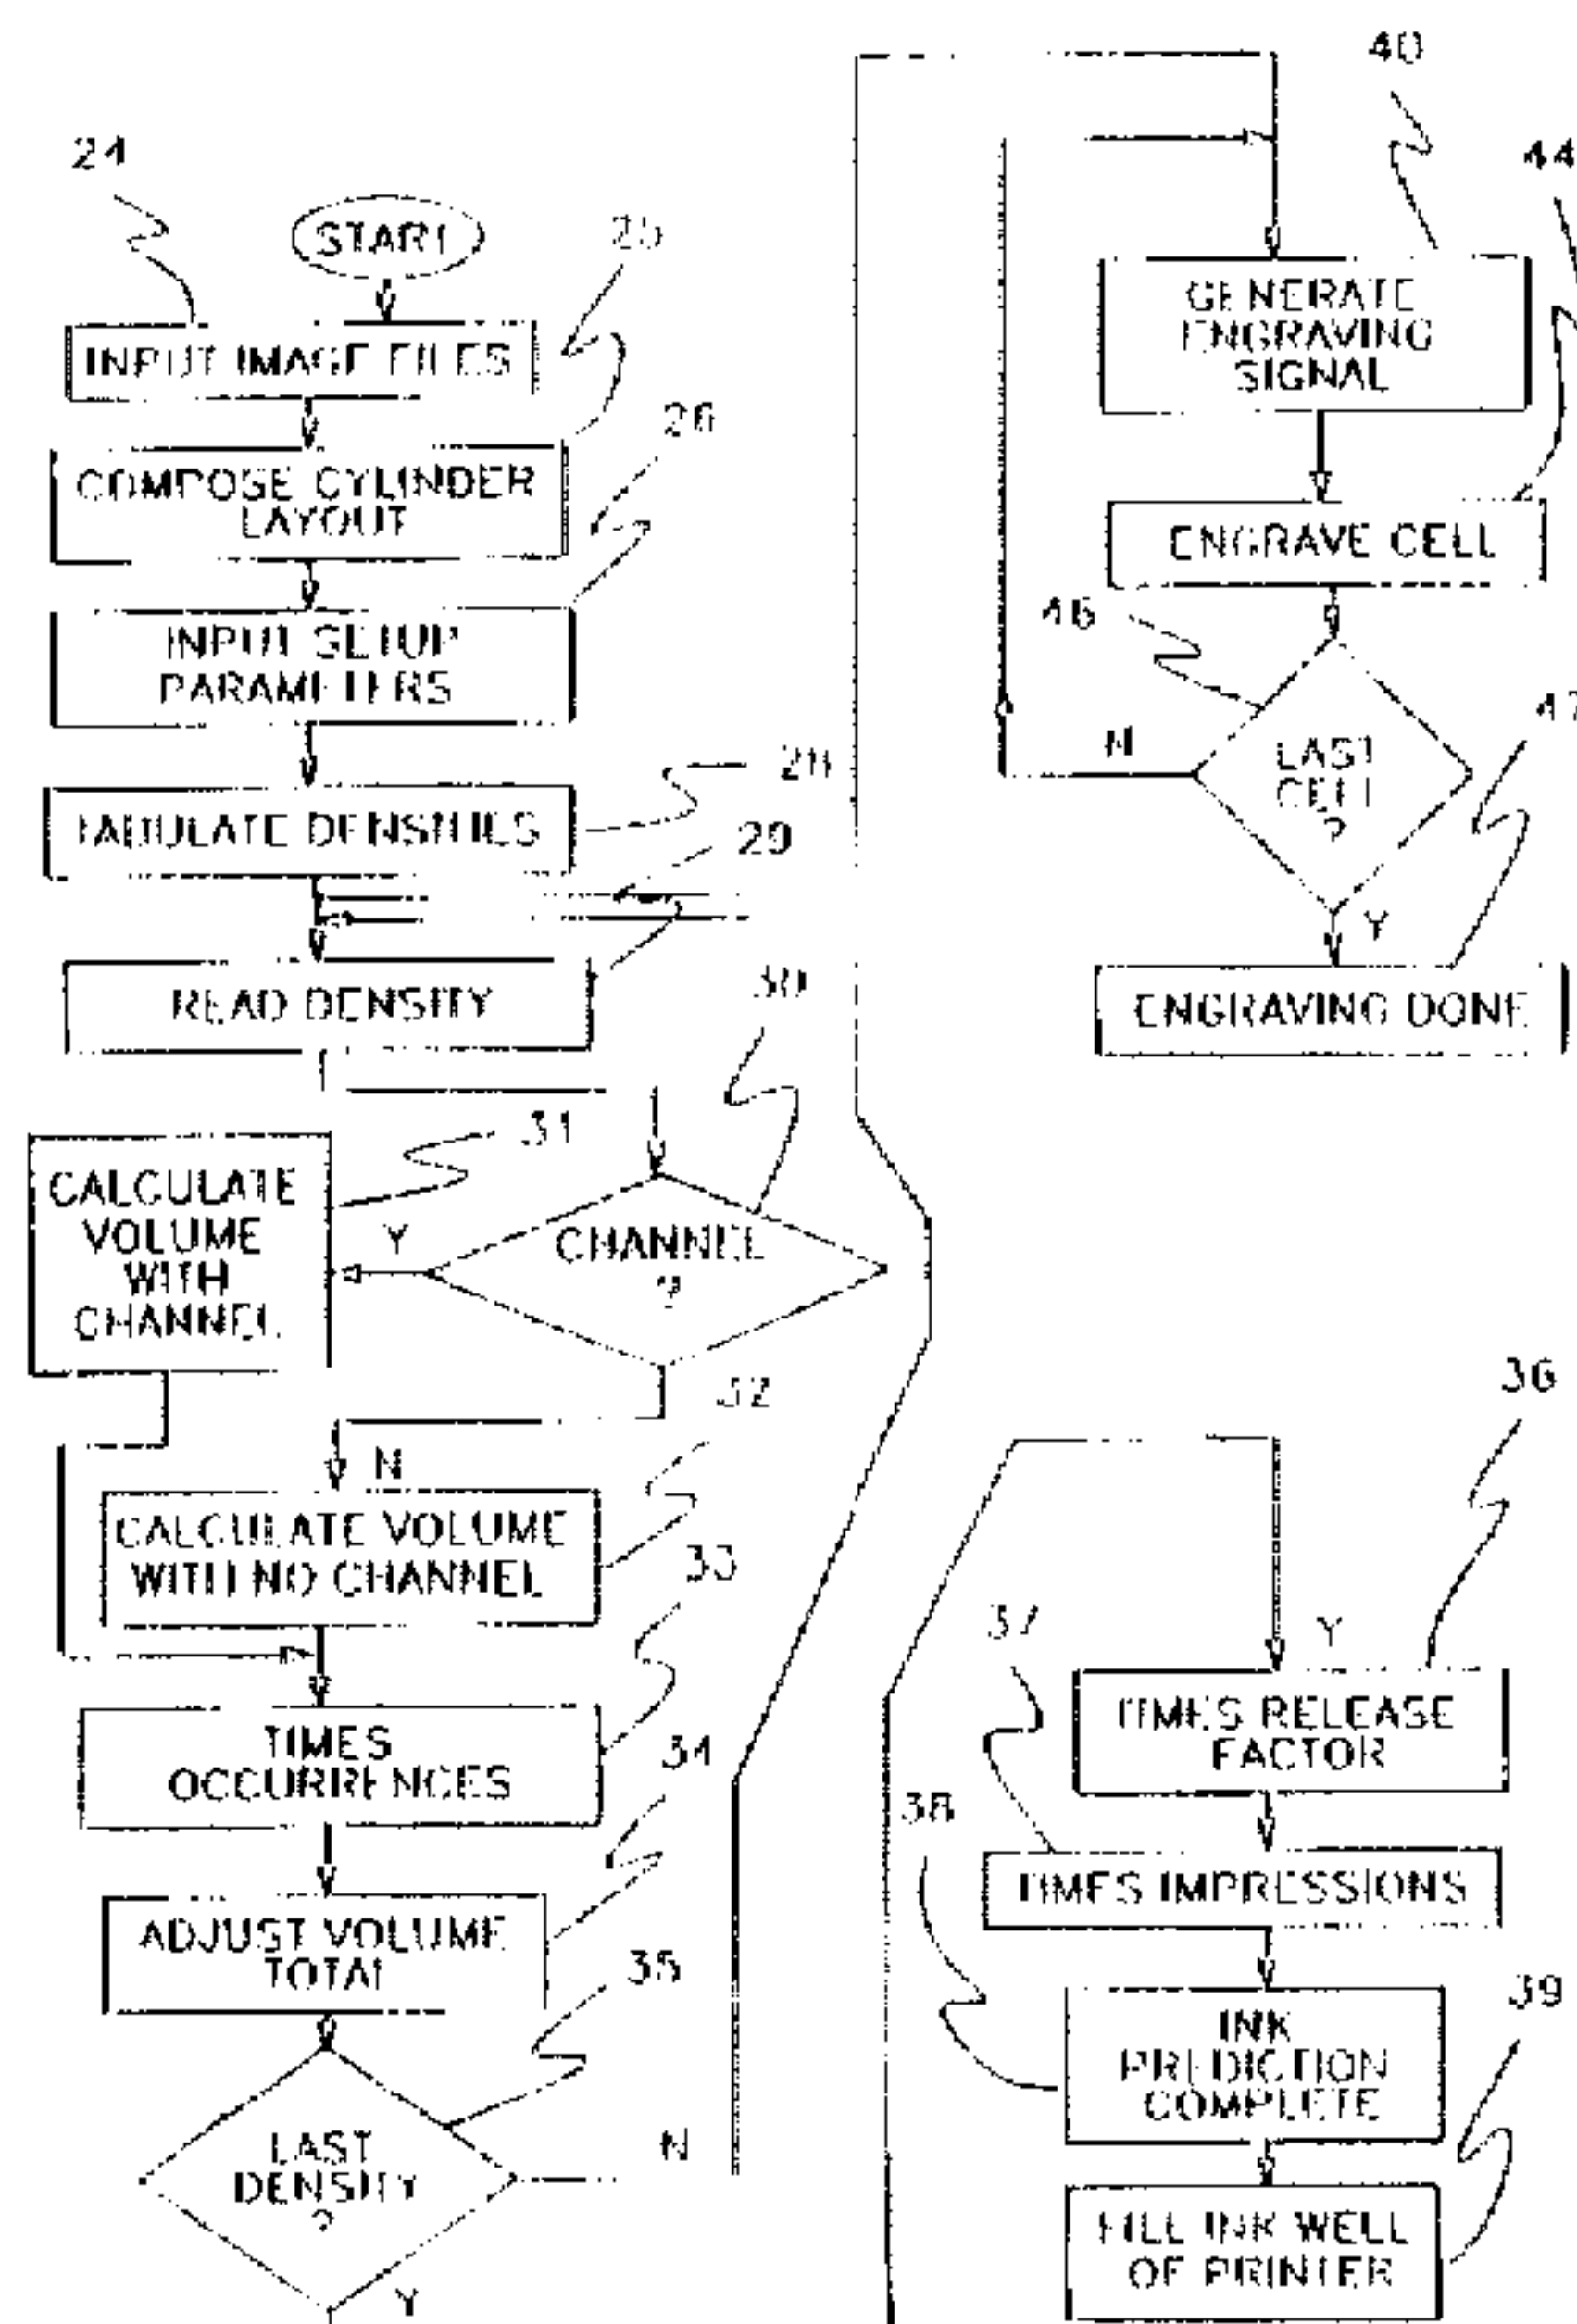 24
START
25
INPUT IMAGE FILES
26
COMPOSE CYLINDER
LAYOUT
INPUT SETUP
PARAMETERS
28
TABULATE DENSITIES
29
READ DENSITY
30
31
CALCULATE
VOLUME
WITH
CHANNEL
Y
CHANNEL
?
32
N
CALCULATE VOLUME
WITH NO CHANNEL
33
TIMES
OCCURRENCES
34
ADJUST VOLUME
TOTAL
35
LAST
DENSITY
?
N
Y
40
44
GENERATE
ENGRAVING
SIGNAL
ENGRAVE CELL
46
47
N
LAST
CELL
?
Y
ENGRAVING DONE
36
37
Y
TIMES RELEASE
FACTOR
38
TIMES IMPRESSIONS
39
INK
PREDICTION
COMPLETE
FILL INK WELL
OF PRINTER